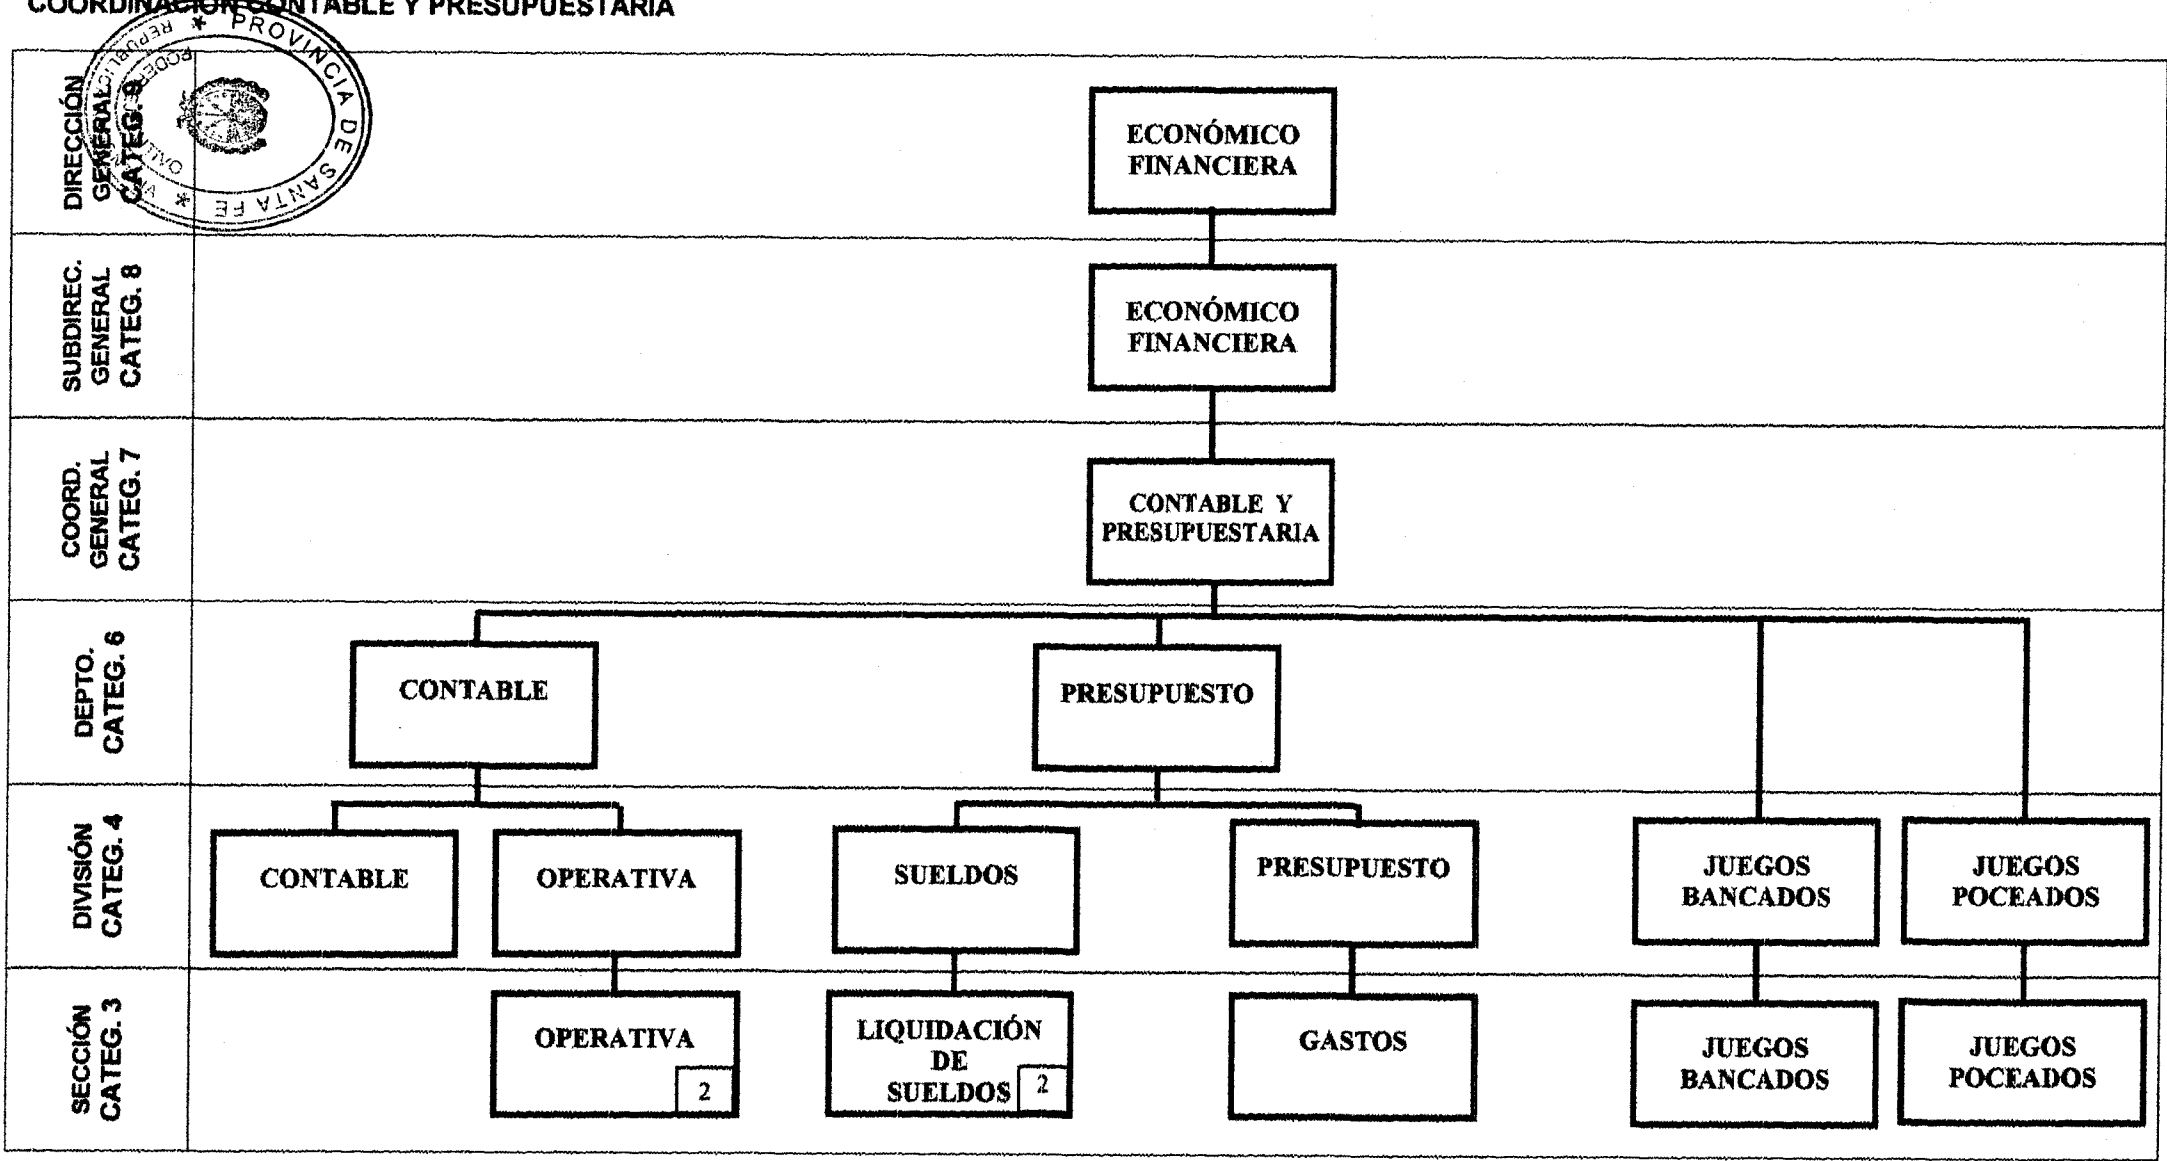 COORDINACIÓN CONTABLE Y PRESUPUESTARIA
PROVINCIA DE SANTA FE
REPUBLICA
PODER
DIRECCIÓN
GENERAL
CATEG. 9
ECONÓMICO
FINANCIERA
SUBDIREC.
GENERAL
CATEG. 8
ECONÓMICO
FINANCIERA
COORD.
GENERAL
CATEG. 7
CONTABLE Y
PRESUPUESTARIA
DEPTO.
CATEG. 6
CONTABLE
PRESUPUESTO
DIVISIÓN
CATEG. 4
CONTABLE
OPERATIVA
SUELDOS
PRESUPUESTO
JUEGOS
BANCADOS
JUEGOS
POCEADOS
SECCIÓN
CATEG. 3
OPERATIVA
2
LIQUIDACIÓN
DE
SUELDOS
2
GASTOS
JUEGOS
BANCADOS
JUEGOS
POCEADOS